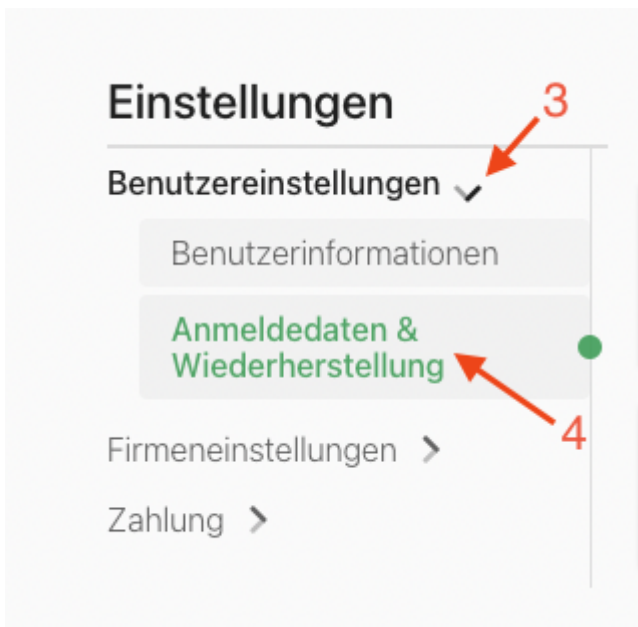 Einstellungen
3
Benutzereinstellungen
Benutzerinformationen
Anmeldedaten &
Wiederherstellung
4
Firmeneinstellungen
Zahlung